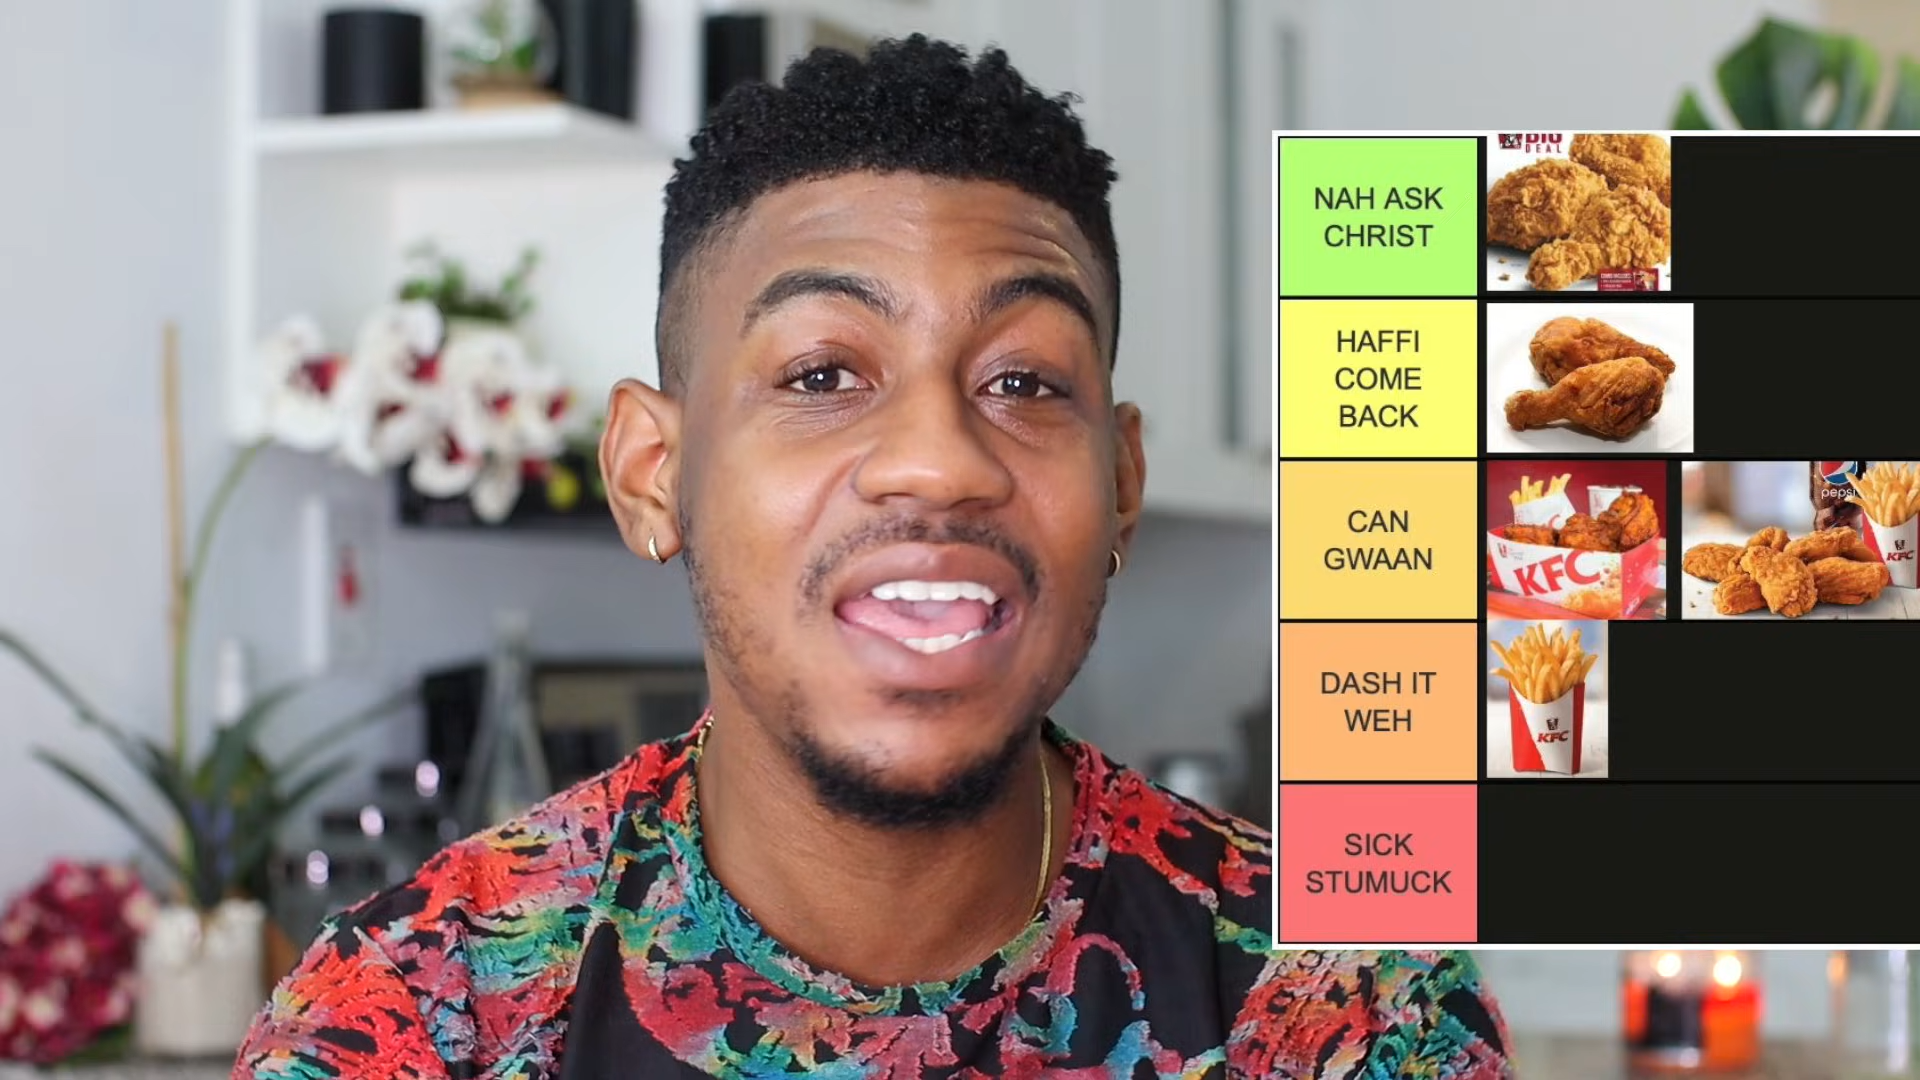 BIG
DEAL
NAH ASK
CHRIST
HAFFI
COME
BACK
CAN
GWAAN
KFC
pepsi
KFC
DASH IT
WEH
KFC
SICK
STUMUCK